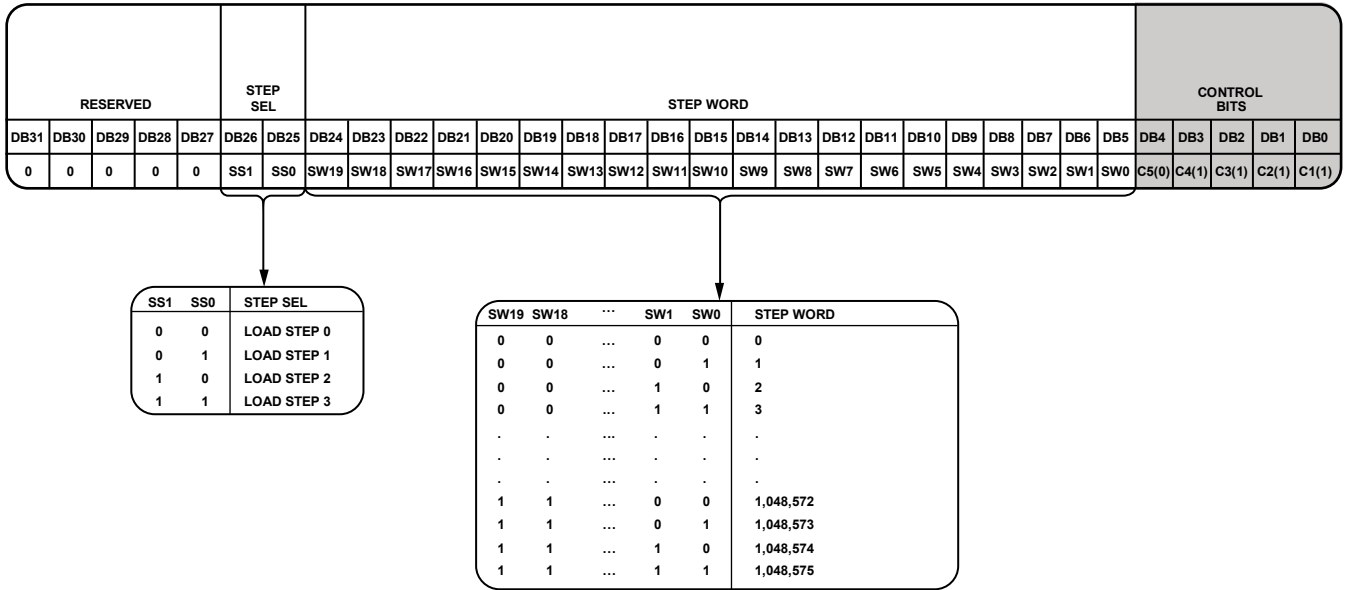 RESERVED
STEP
SEL
STEP WORD
CONTROL
BITS
DB31 DB30 DB29 DB28 DB27 DB26 DB25 DB24 DB23 DB22 DB21 DB20 DB19 DB18 DB17 DB16 DB15 DB14 DB13 DB12 DB11 DB10 DB9 DB8 DB7 DB6 DB5 DB4 DB3 DB2 DB1 DB0
0 0 0 0 0 SS1 SS0 SW19 SW18 SW17 SW16 SW15 SW14 SW13 SW12 SW11 SW10 SW9 SW8 SW7 SW6 SW5 SW4 SW3 SW2 SW1 SW0 C5(0) C4(1) C3(1) C2(1) C1(1)
SS1 SS0 STEP SEL
0 0 LOAD STEP 0
0 1 LOAD STEP 1
1 0 LOAD STEP 2
1 1 LOAD STEP 3
SW19 SW18 ... SW1 SW0 STEP WORD
0 0 ... 0 0 0
0 0 ... 0 1 1
0 0 ... 1 0 2
0 0 ... 1 1 3
. . ... . . .
. . ... . . .
. . ... . . .
1 1 ... 0 0 1,048,572
1 1 ... 0 1 1,048,573
1 1 ... 1 0 1,048,574
1 1 ... 1 1 1,048,575